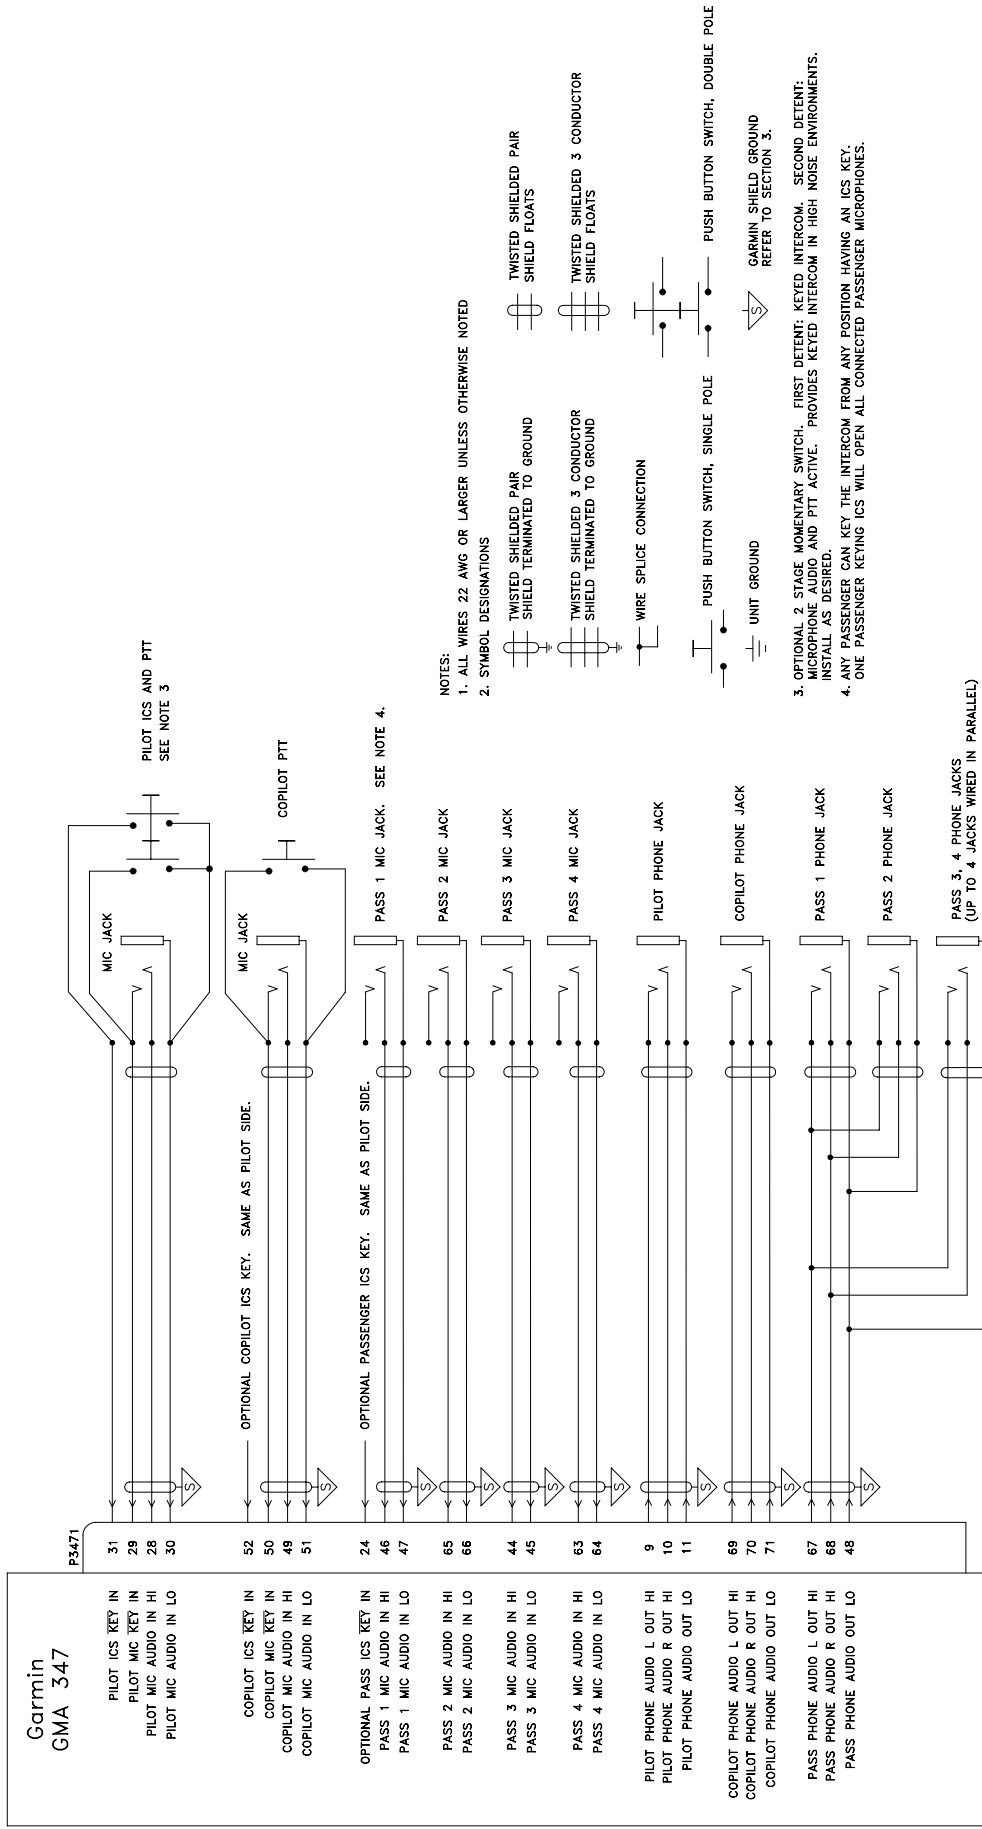 Garmin
GMA 347
P3471
PILOT ICS KEY IN 31
PILOT MIC KEY IN 29
PILOT MIC AUDIO IN HI 28
PILOT MIC AUDIO IN LO 30
COPILOT ICS KEY IN 52
COPILOT MIC KEY IN 50
COPILOT MIC AUDIO IN HI 49
COPILOT MIC AUDIO IN LO 51
OPTIONAL PASS ICS KEY IN 24
PASS 1 MIC AUDIO IN HI 46
PASS 1 MIC AUDIO IN LO 47
PASS 2 MIC AUDIO IN HI 65
PASS 2 MIC AUDIO IN LO 66
PASS 3 MIC AUDIO IN HI 44
PASS 3 MIC AUDIO IN LO 45
PASS 4 MIC AUDIO IN HI 63
PASS 4 MIC AUDIO IN LO 64
PILOT PHONE AUDIO L OUT HI 9
PILOT PHONE AUDIO R OUT HI 10
PILOT PHONE AUDIO OUT LO 11
COPILOT PHONE AUDIO L OUT HI 69
COPILOT PHONE AUDIO R OUT HI 70
COPILOT PHONE AUDIO OUT LO 71
PASS PHONE AUDIO L OUT HI 67
PASS PHONE AUDIO R OUT HI 68
PASS PHONE AUDIO OUT LO 48
S
S
S
S
S
S
S
S
S
OPTIONAL COPILOT ICS KEY. SAME AS PILOT SIDE.
OPTIONAL PASSENGER ICS KEY. SAME AS PILOT SIDE.
MIC JACK
PILOT ICS AND PTT
SEE NOTE 3
MIC JACK
COPILOT PTT
PASS 1 MIC JACK. SEE NOTE 4.
PASS 2 MIC JACK
PASS 3 MIC JACK
PASS 4 MIC JACK
PILOT PHONE JACK
COPILOT PHONE JACK
PASS 1 PHONE JACK
PASS 2 PHONE JACK
PASS 3, 4 PHONE JACKS
(UP TO 4 JACKS WIRED IN PARALLEL)
NOTES:
1. ALL WIRES 22 AWG OR LARGER UNLESS OTHERWISE NOTED
2. SYMBOL DESIGNATIONS
TWISTED SHIELDED PAIR
SHIELD TERMINATED TO GROUND
TWISTED SHIELDED PAIR
SHIELD FLOATS
TWISTED SHIELDED 3 CONDUCTOR
SHIELD TERMINATED TO GROUND
TWISTED SHIELDED 3 CONDUCTOR
SHIELD FLOATS
WIRE SPLICE CONNECTION
PUSH BUTTON SWITCH, SINGLE POLE
PUSH BUTTON SWITCH, DOUBLE POLE
UNIT GROUND
S
GARMIN SHIELD GROUND
REFER TO SECTION 3.
3. OPTIONAL 2 STAGE MOMENTARY SWITCH. FIRST DETENT: KEYED INTERCOM. SECOND DETENT:
MICROPHONE AUDIO AND PTT ACTIVE. PROVIDES KEYED INTERCOM IN HIGH NOISE ENVIRONMENTS.
INSTALL AS DESIRED.
4. ANY PASSENGER CAN KEY THE INTERCOM FROM ANY POSITION HAVING AN ICS KEY.
ONE PASSENGER KEYING ICS WILL OPEN ALL CONNECTED PASSENGER MICROPHONES.